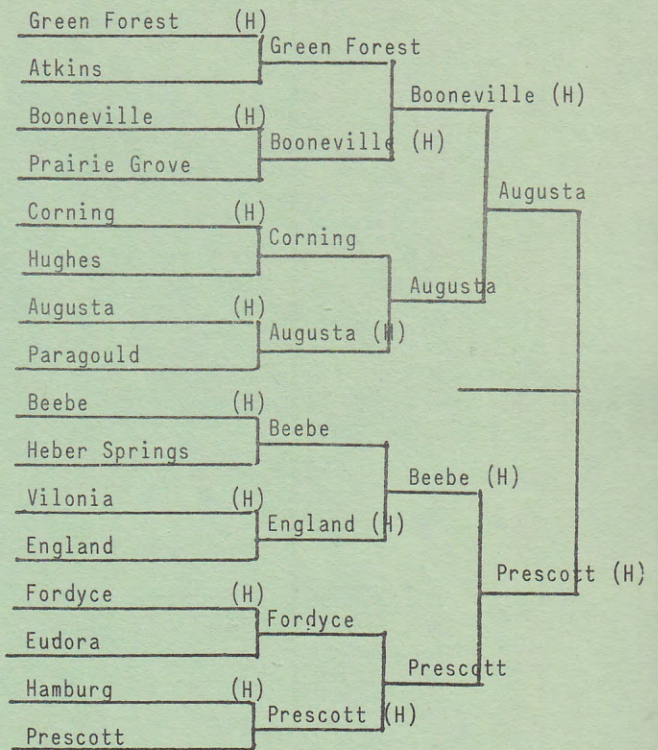 Green Forest (H)
Atkins
Booneville (H)
Prairie Grove
Corning (H)
Hughes
Augusta (H)
Paragould
Beebe (H)
Heber Springs
Vilonia (H)
England
Fordyce (H)
Eudora
Hamburg (H)
Prescott
Green Forest
Booneville (H)
Corning
Augusta (H)
Beebe
England (H)
Fordyce
Prescott (H)
Booneville (H)
Augusta
Beebe (H)
Prescott
Augusta
Prescott (H)